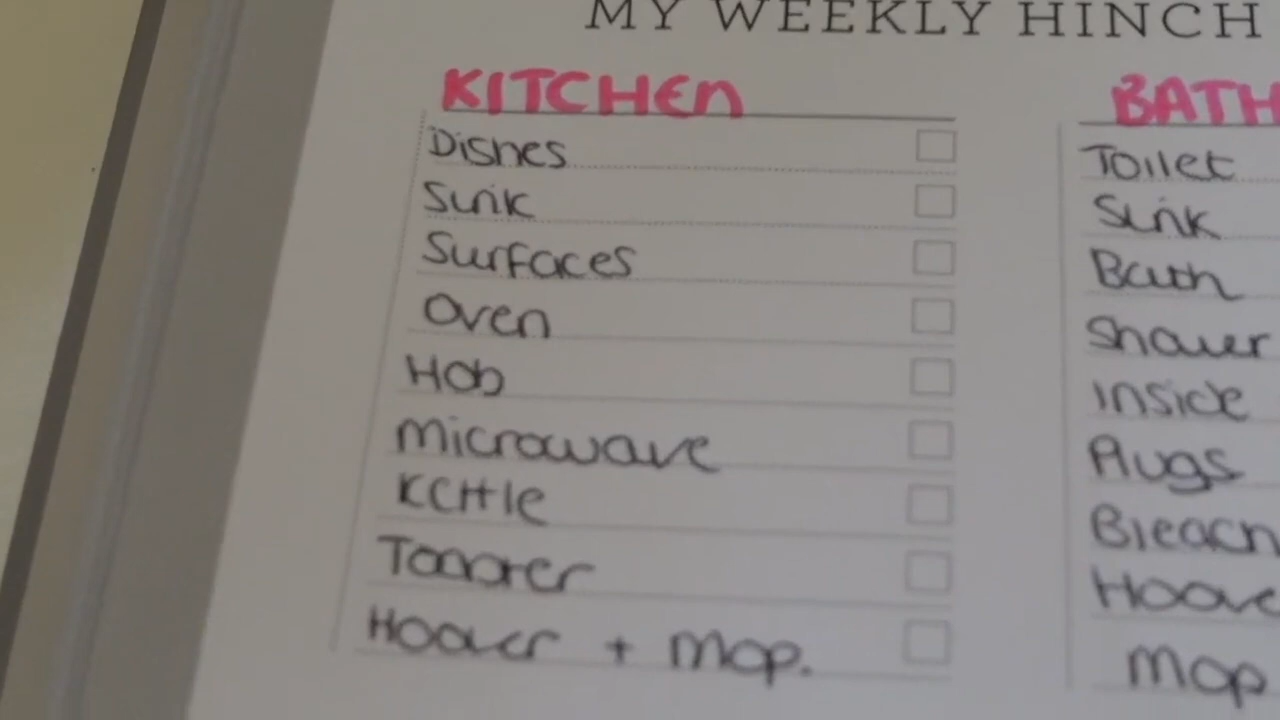 MY WEEKLY HINCH
KITCHEN
Dishes
Sink
Surfaces
Oven
Hob
Microwave
Kettle
Toaster
Hoover + Mop.
BATH
Toilet
Sink
Bath
Shower
Inside
Plugs
Bleach
Hoove
Mop